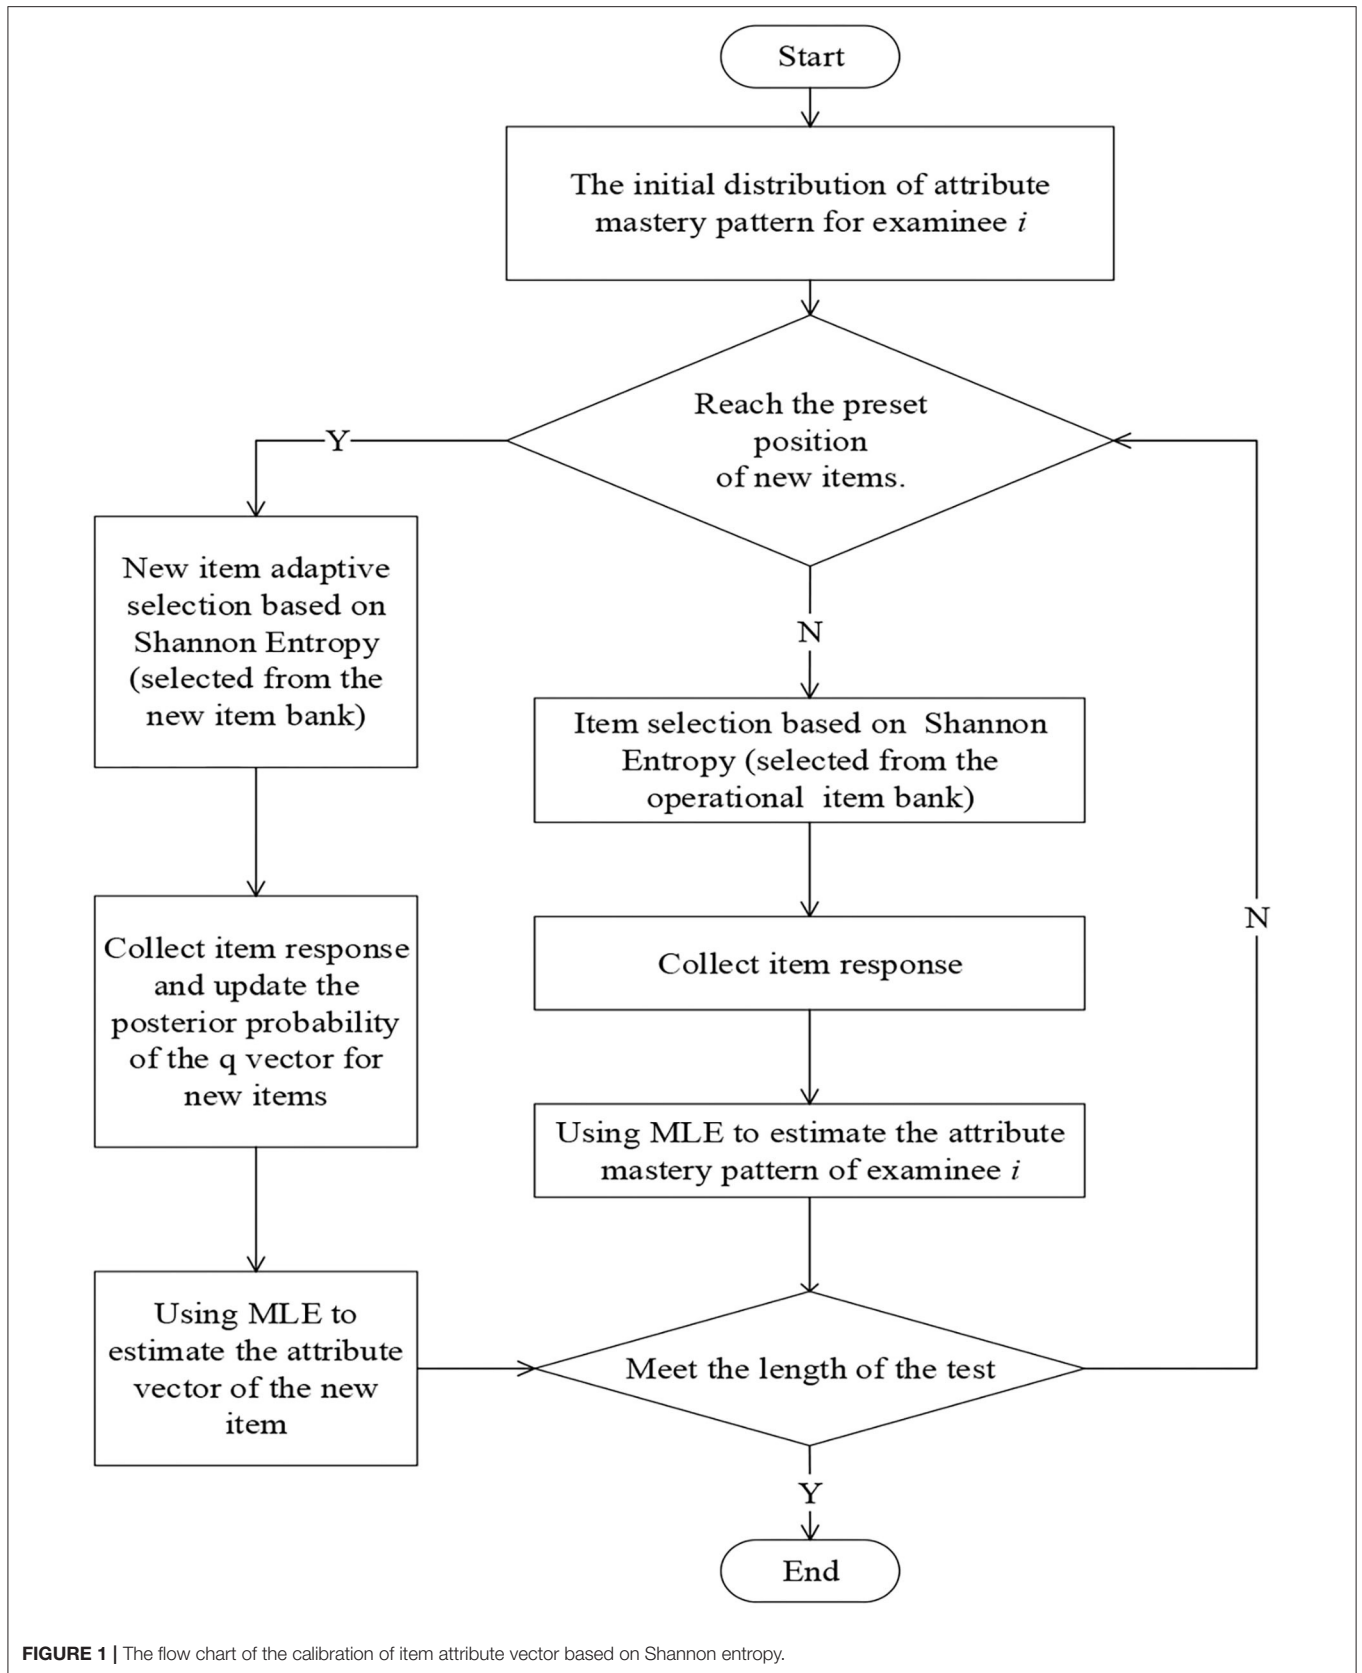 Start
The initial distribution of attribute
mastery pattern for examinee i
Reach the preset
position
of new items.
Y
N
New item adaptive
selection based on
Shannon Entropy
(selected from the
new item bank)
Item selection based on Shannon
Entropy (selected from the
operational item bank)
Collect item response
and update the
posterior probability
of the q vector for
new items
Collect item response
N
Using MLE to estimate the attribute
mastery pattern of examinee i
Using MLE to
estimate the attribute
vector of the new
item
Meet the length of the test
Y
End
FIGURE 1 | The flow chart of the calibration of item attribute vector based on Shannon entropy.